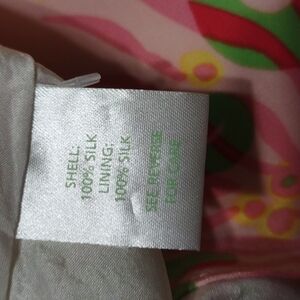 SHELL:
100% SILK
LINING:
100% SILK
SEE REVERSE
FOR CARE